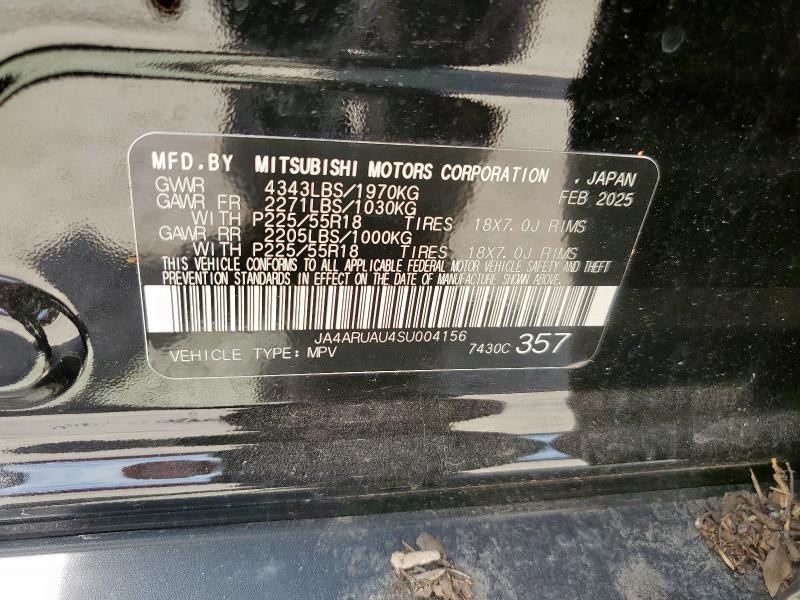 MFD.BY MITSUBISHI MOTORS CORPORATION . JAPAN
GVWR 4343LBS/1970KG FEB 2025
GAWR FR 2271LBS/1030KG
WITH P225/55R18 TIRES 18X7.0J RIMS
GAWR RR 2205LBS/1000KG
WITH P225/55R18 TIRES 18X7.0J RIMS
THIS VEHICLE CONFORMS TO ALL APPLICABLE FEDERAL MOTOR VEHICLE SAFETY AND THEFT
PREVENTION STANDARDS IN EFFECT ON THE DATE OF MANUFACTURE SHOWN ABOVE.
JA4ARUAU4SU004156
VEHICLE TYPE: MPV 7430C 357